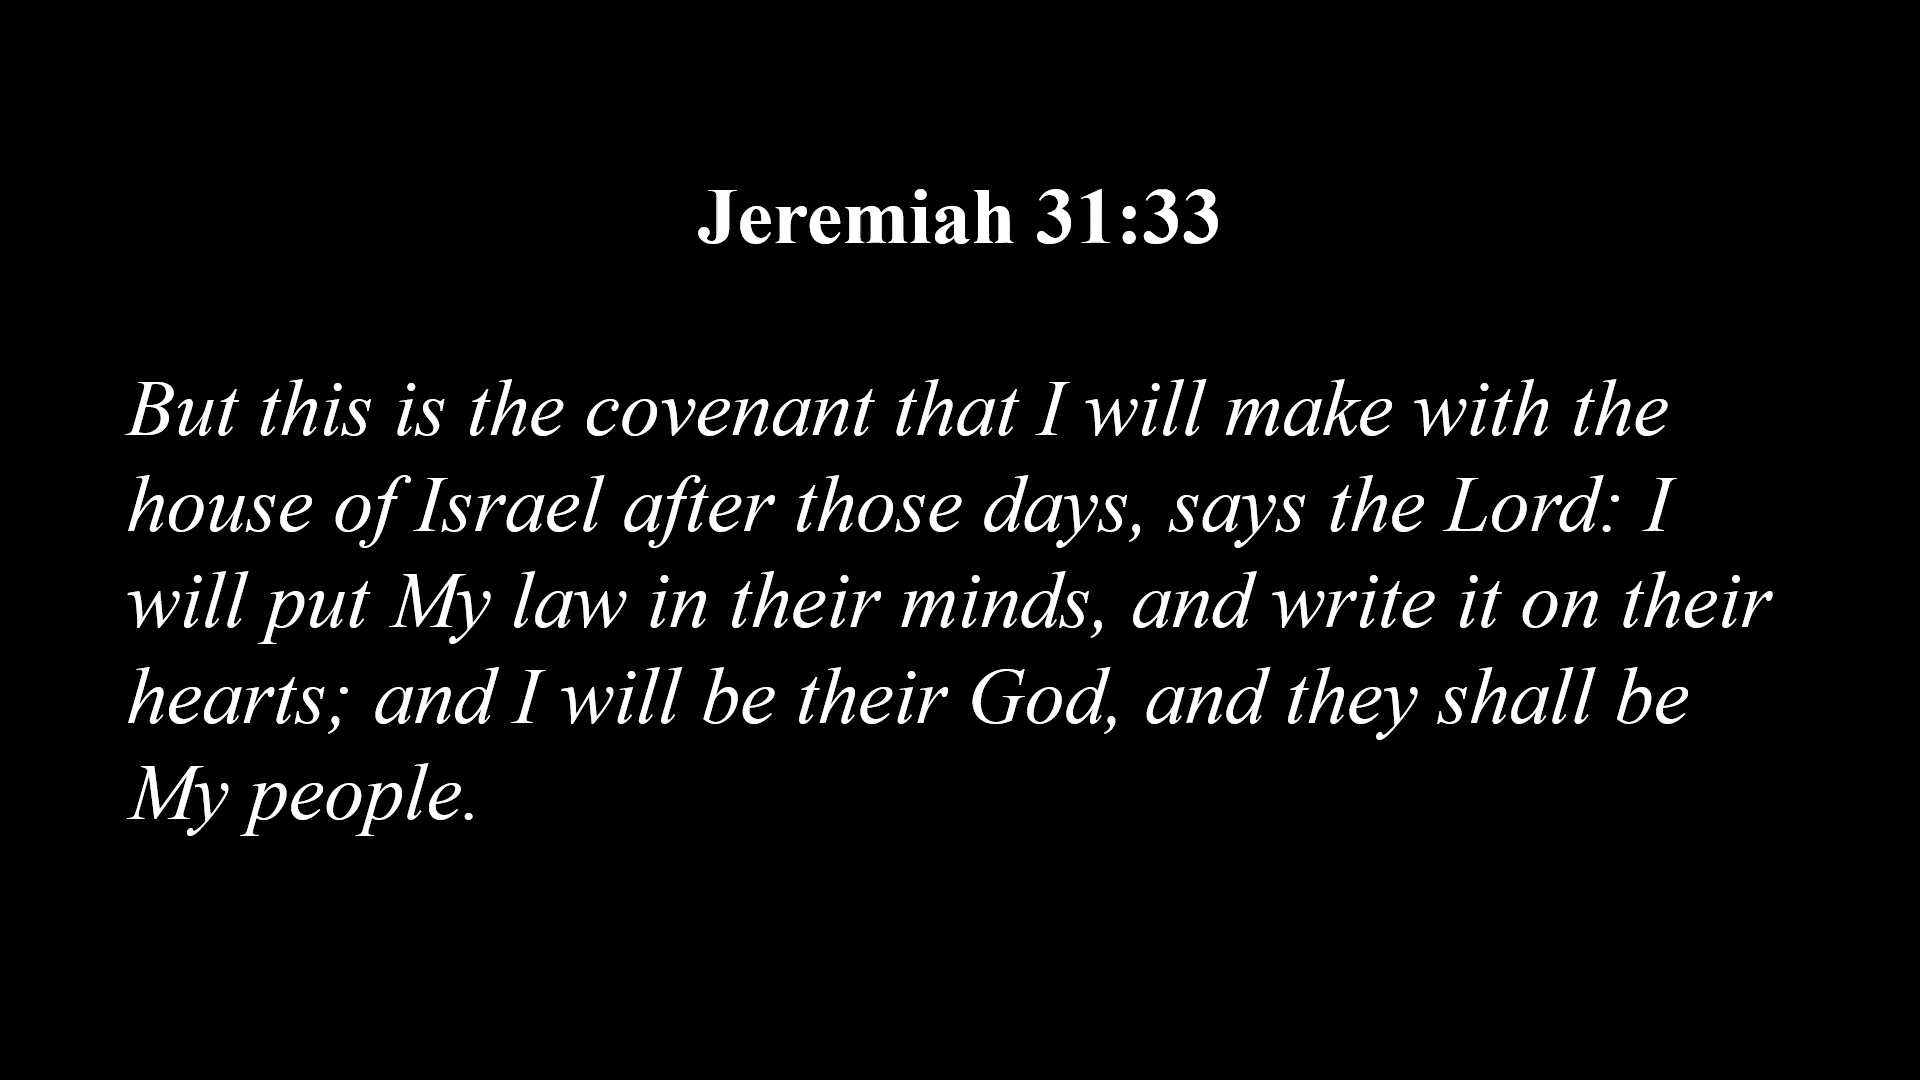 Jeremiah 31:33
But this is the covenant that I will make with the
house of Israel after those days, says the Lord: I
will put My law in their minds, and write it on their
hearts; and I will be their God, and they shall be
My people.